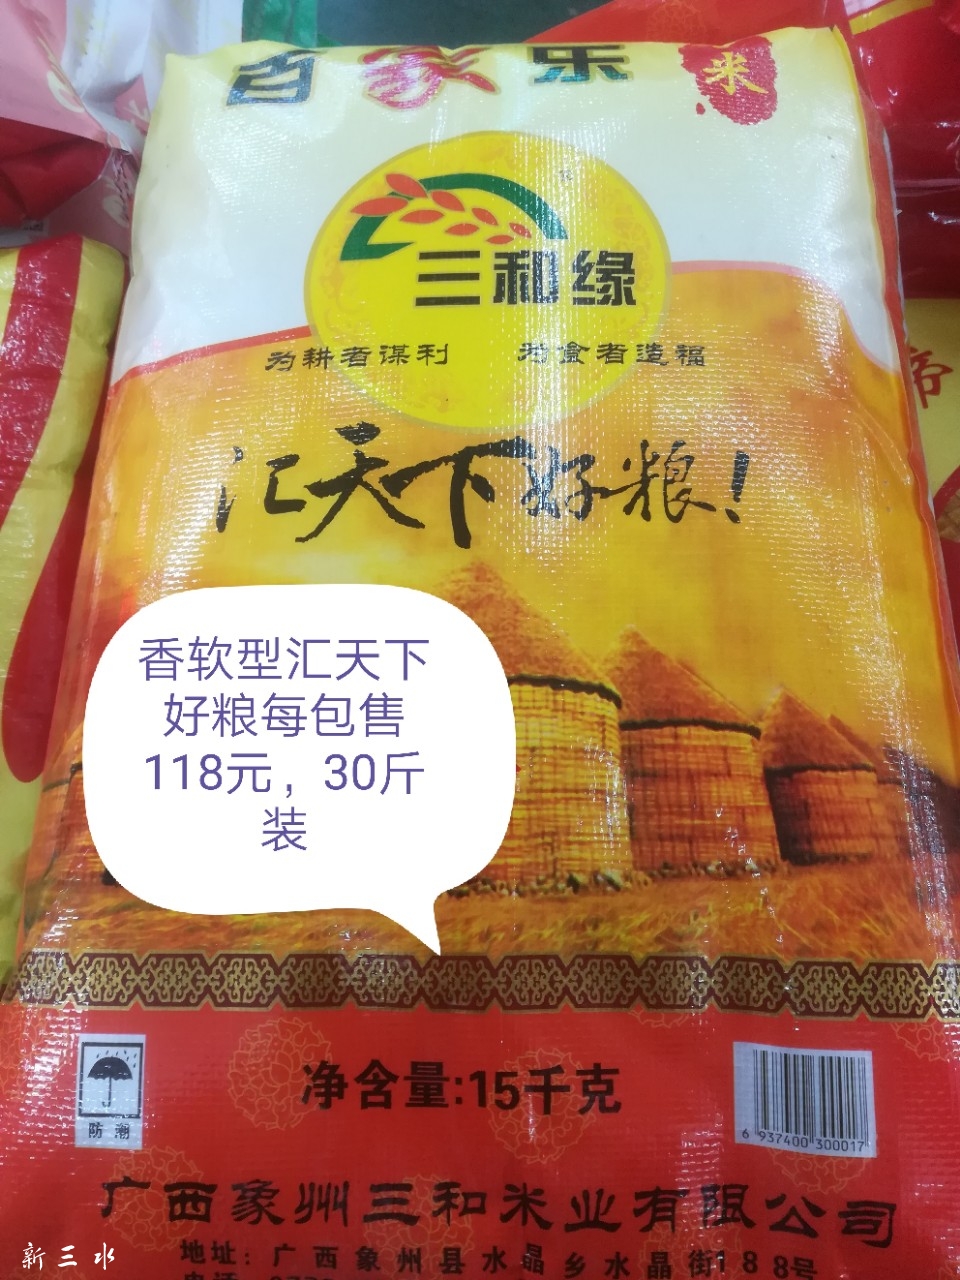 百家乐米
三和缘
为耕者谋利 为食者造福
汇天下好粮!
香软型汇天下
好粮每包售
118元，30斤
装
净含量:15千克
防潮
6 937400 300017
广西象州三和米业有限公司
地址: 广西象州县水晶乡水晶街188号
新三水